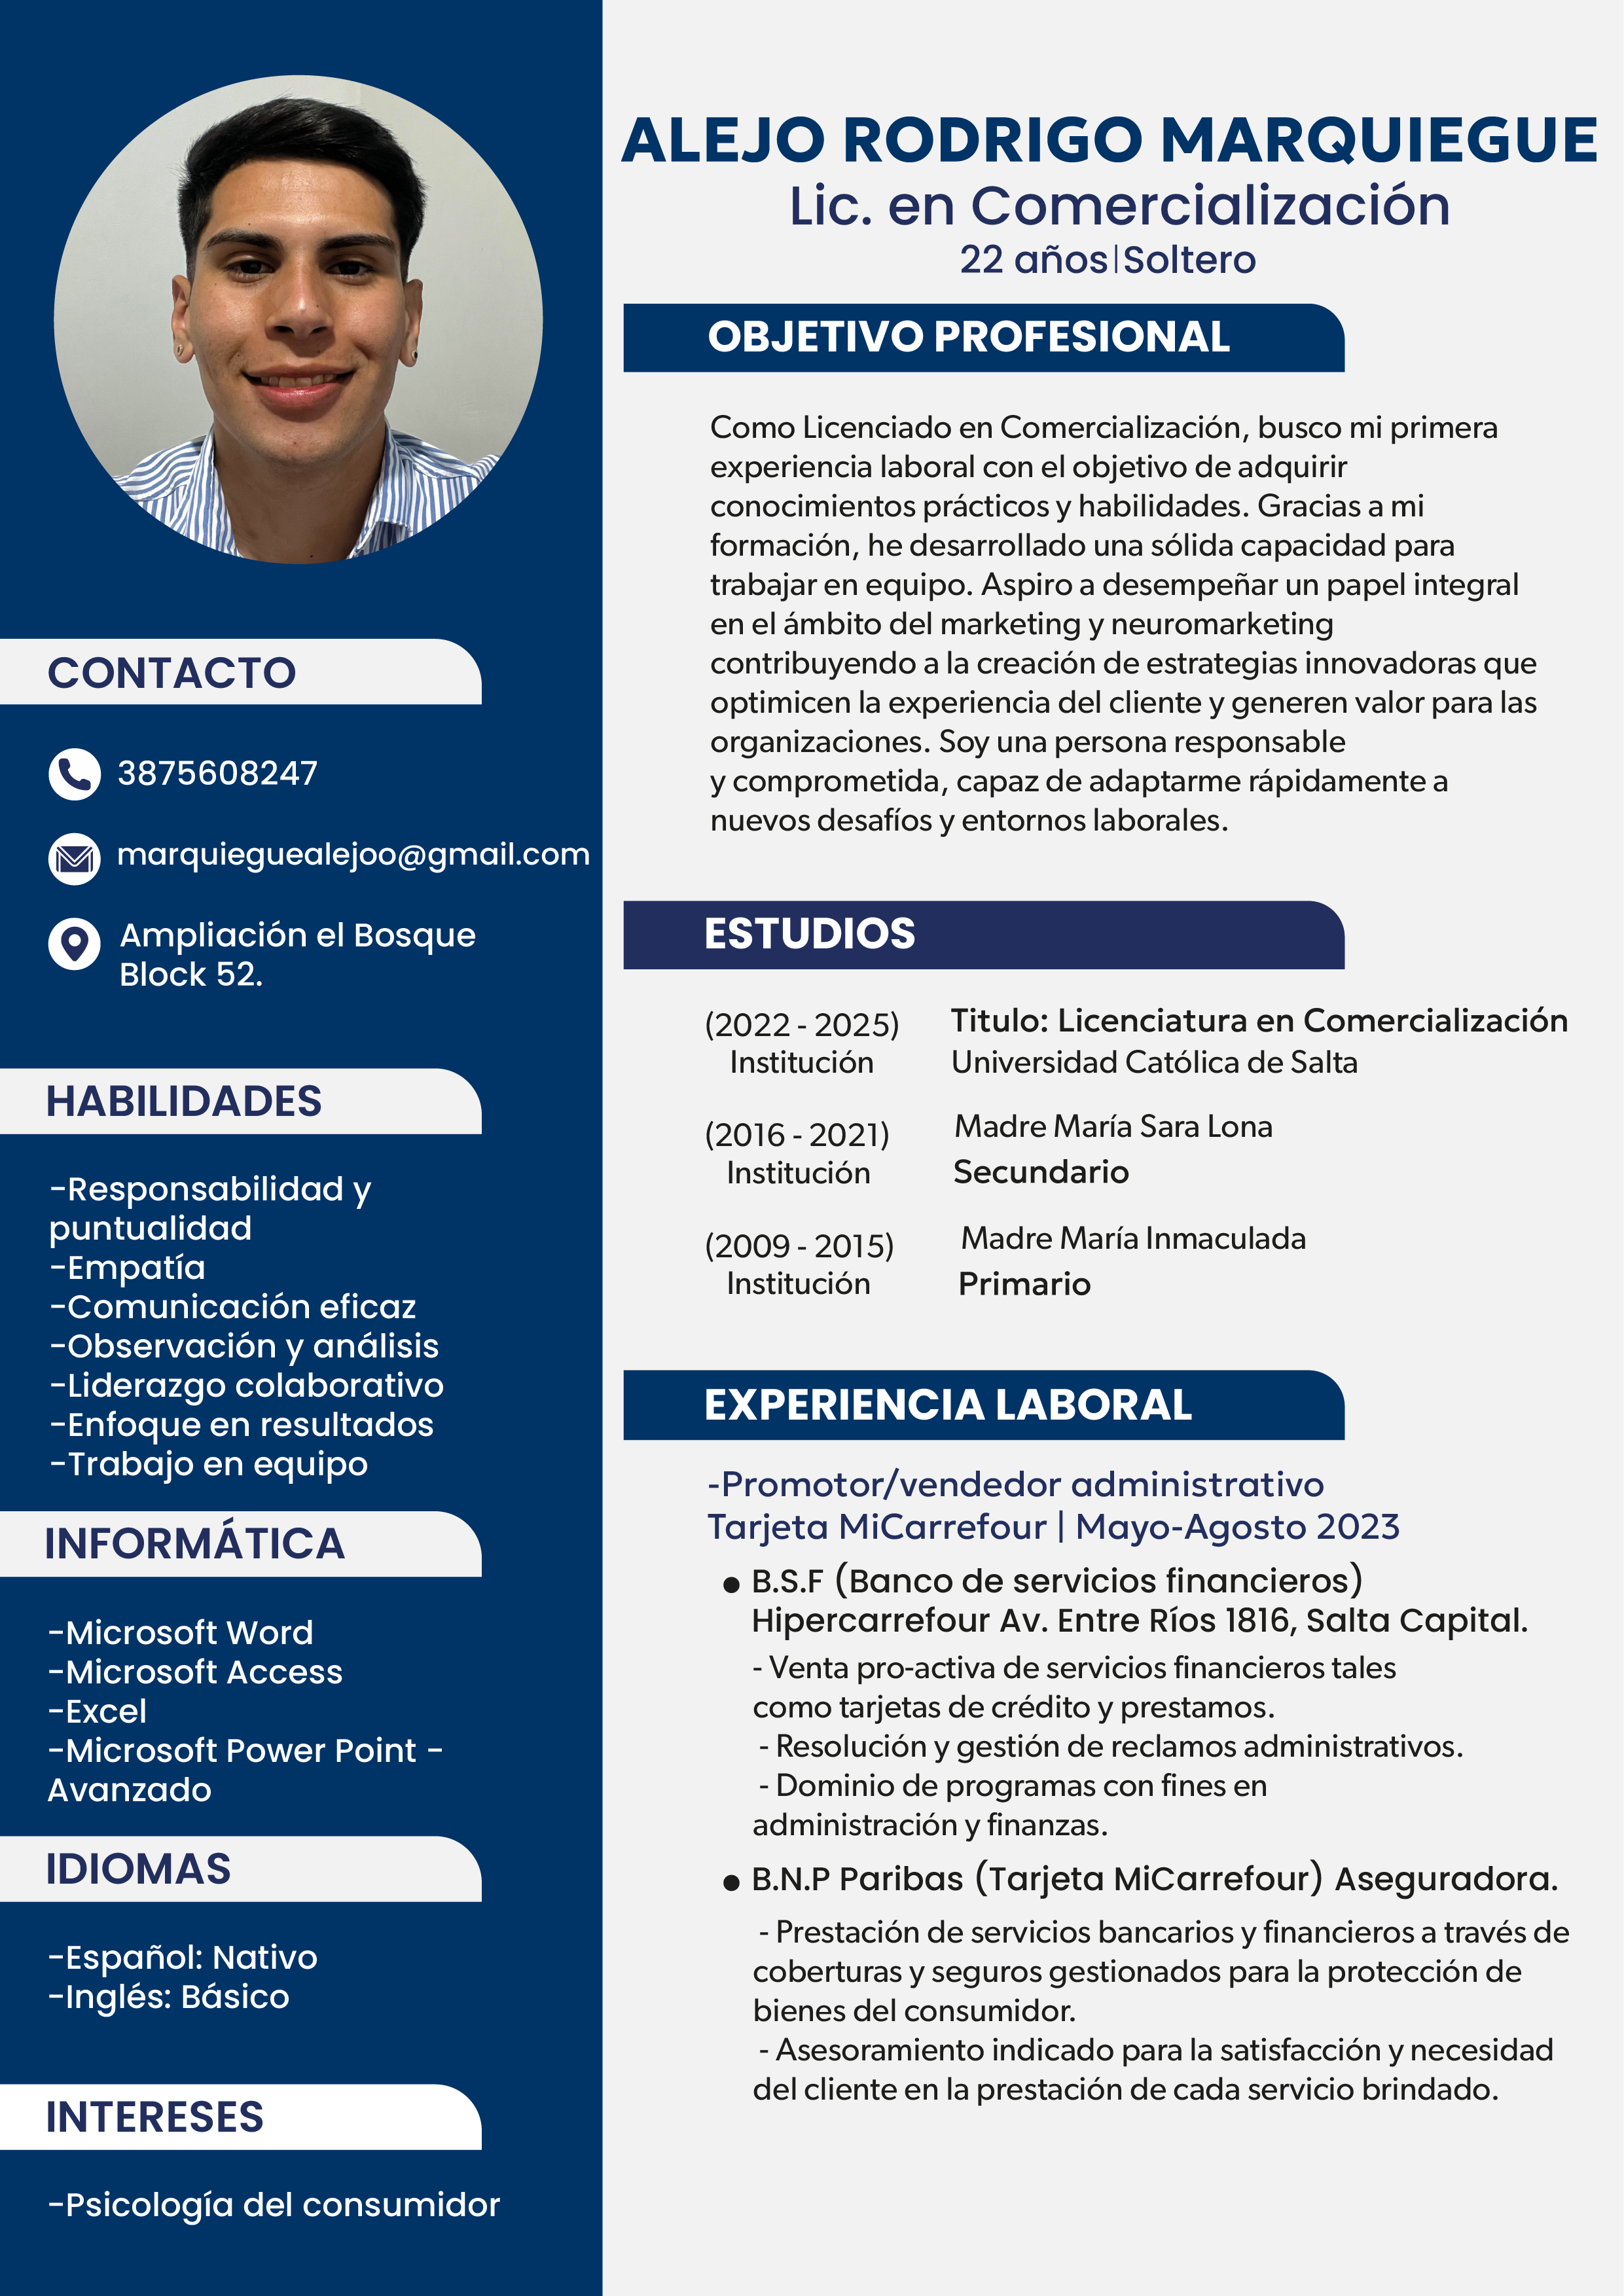 ALEJO RODRIGO MARQUIEGUE
Lic. en Comercialización
22 años|Soltero
CONTACTO
3875608247
marquieguealejoo@gmail.com
Ampliación el Bosque
Block 52.
HABILIDADES
-Responsabilidad y
puntualidad
-Empatía
-Comunicación eficaz
-Observación y análisis
-Liderazgo colaborativo
-Enfoque en resultados
-Trabajo en equipo
INFORMÁTICA
-Microsoft Word
-Microsoft Access
-Excel
-Microsoft Power Point -
Avanzado
IDIOMAS
-Español: Nativo
-Inglés: Básico
INTERESES
-Psicología del consumidor
OBJETIVO PROFESIONAL
Como Licenciado en Comercialización, busco mi primera
experiencia laboral con el objetivo de adquirir
conocimientos prácticos y habilidades. Gracias a mi
formación, he desarrollado una sólida capacidad para
trabajar en equipo. Aspiro a desempeñar un papel integral
en el ámbito del marketing y neuromarketing
contribuyendo a la creación de estrategias innovadoras que
optimicen la experiencia del cliente y generen valor para las
organizaciones. Soy una persona responsable
y comprometida, capaz de adaptarme rápidamente a
nuevos desafíos y entornos laborales.
ESTUDIOS
(2022 - 2025) Titulo: Licenciatura en Comercialización
Institución Universidad Católica de Salta
(2016 - 2021) Madre María Sara Lona
Institución Secundario
(2009 - 2015) Madre María Inmaculada
Institución Primario
EXPERIENCIA LABORAL
-Promotor/vendedor administrativo
Tarjeta MiCarrefour | Mayo-Agosto 2023
● B.S.F (Banco de servicios financieros)
Hipercarrefour Av. Entre Ríos 1816, Salta Capital.
- Venta pro-activa de servicios financieros tales
como tarjetas de crédito y prestamos.
- Resolución y gestión de reclamos administrativos.
- Dominio de programas con fines en
administración y finanzas.
● B.N.P Paribas (Tarjeta MiCarrefour) Aseguradora.
- Prestación de servicios bancarios y financieros a través de
coberturas y seguros gestionados para la protección de
bienes del consumidor.
- Asesoramiento indicado para la satisfacción y necesidad
del cliente en la prestación de cada servicio brindado.